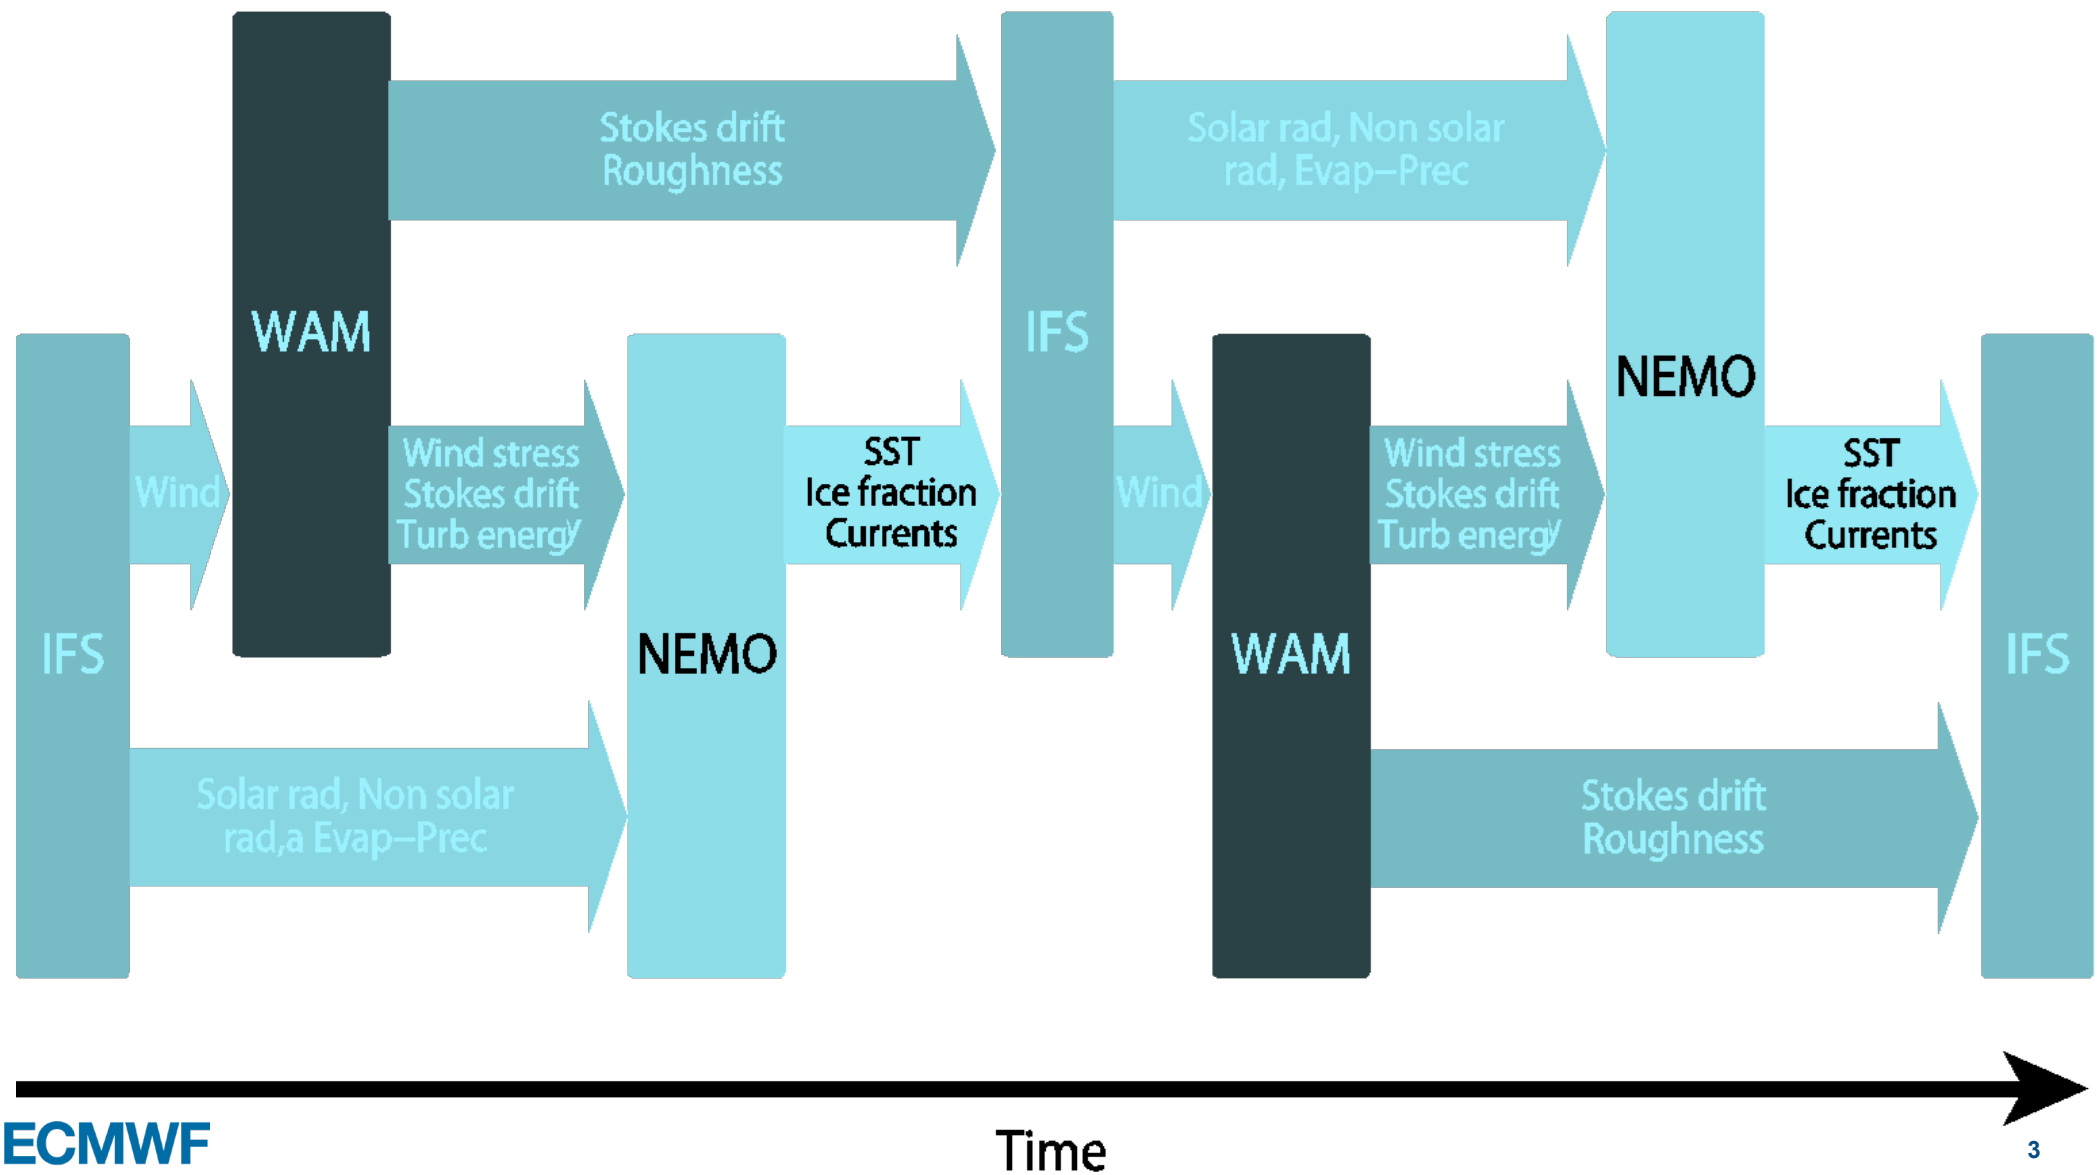 Stokes drift
Roughness
Solar rad, Non solar
rad, Evap–Prec
WAM
IFS
NEMO
Wind
Wind stress
Stokes drift
Turb energy
SST
Ice fraction
Currents
Wind
Wind stress
Stokes drift
Turb energy
SST
Ice fraction
Currents
IFS
NEMO
WAM
IFS
Solar rad, Non solar
rad,a Evap–Prec
Stokes drift
Roughness
ECMWF
Time
3